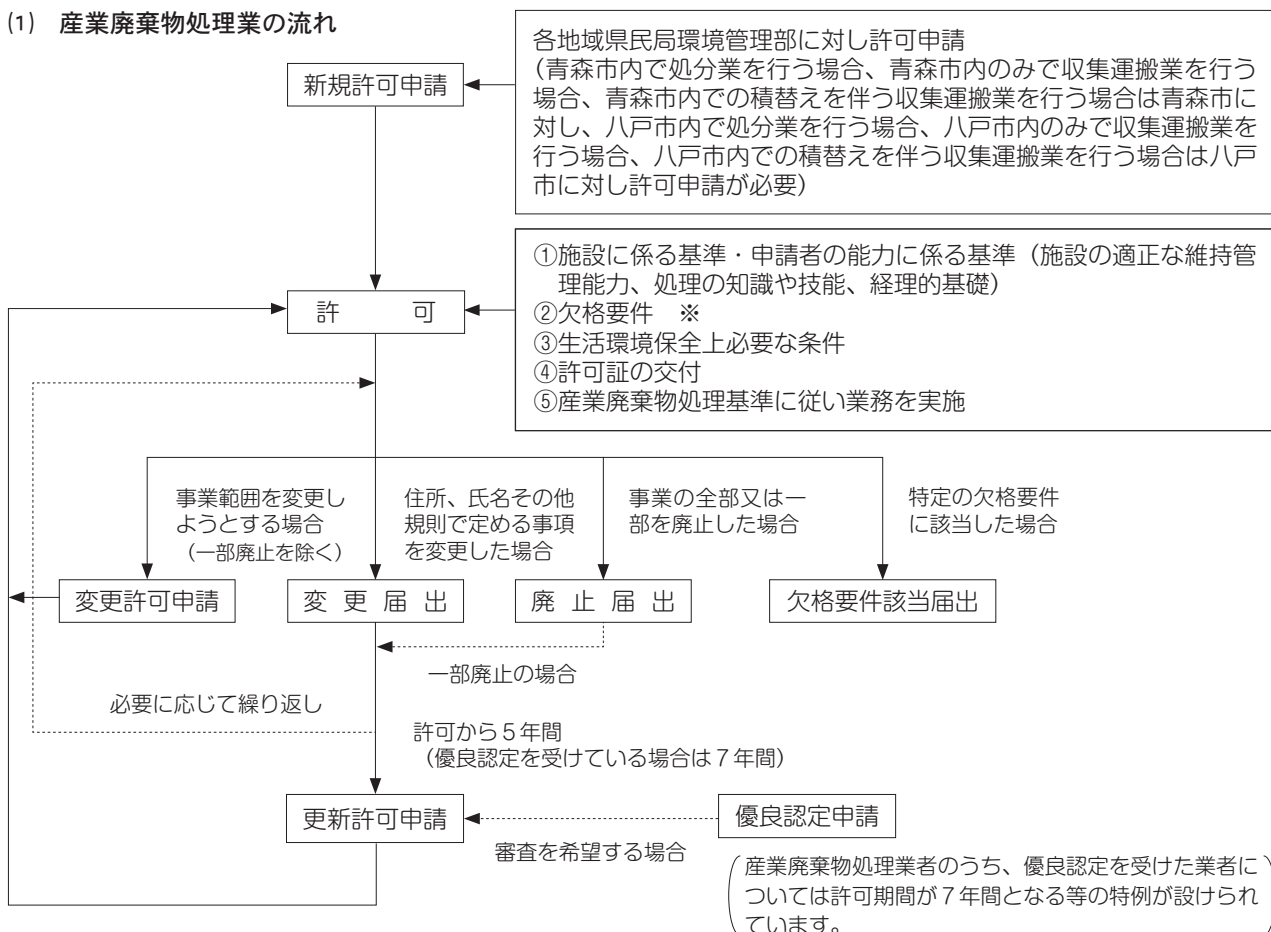 (1) 産業廃棄物処理業の流れ
新規許可申請
各地域県民局環境管理部に対し許可申請
（青森市内で処分業を行う場合、青森市内のみで収集運搬業を行う
場合、青森市内での積替えを伴う収集運搬業を行う場合は青森市に
対し、八戸市内で処分業を行う場合、八戸市内のみで収集運搬業を
行う場合、八戸市内での積替えを伴う収集運搬業を行う場合は八戸
市に対し許可申請が必要）
許 可
①施設に係る基準・申請者の能力に係る基準（施設の適正な維持管
理能力、処理の知識や技能、経理的基礎）
②欠格要件 ※
③生活環境保全上必要な条件
④許可証の交付
⑤産業廃棄物処理基準に従い業務を実施
事業範囲を変更し
ようとする場合
（一部廃止を除く）
住所、氏名その他
規則で定める事項
を変更した場合
事業の全部又は一
部を廃止した場合
特定の欠格要件
に該当した場合
変更許可申請
変 更 届 出
廃 止 届 出
欠格要件該当届出
一部廃止の場合
必要に応じて繰り返し
許可から５年間
（優良認定を受けている場合は７年間）
更新許可申請
優良認定申請
審査を希望する場合
（産業廃棄物処理業者のうち、優良認定を受けた業者に
ついては許可期間が７年間となる等の特例が設けられ
ています。）